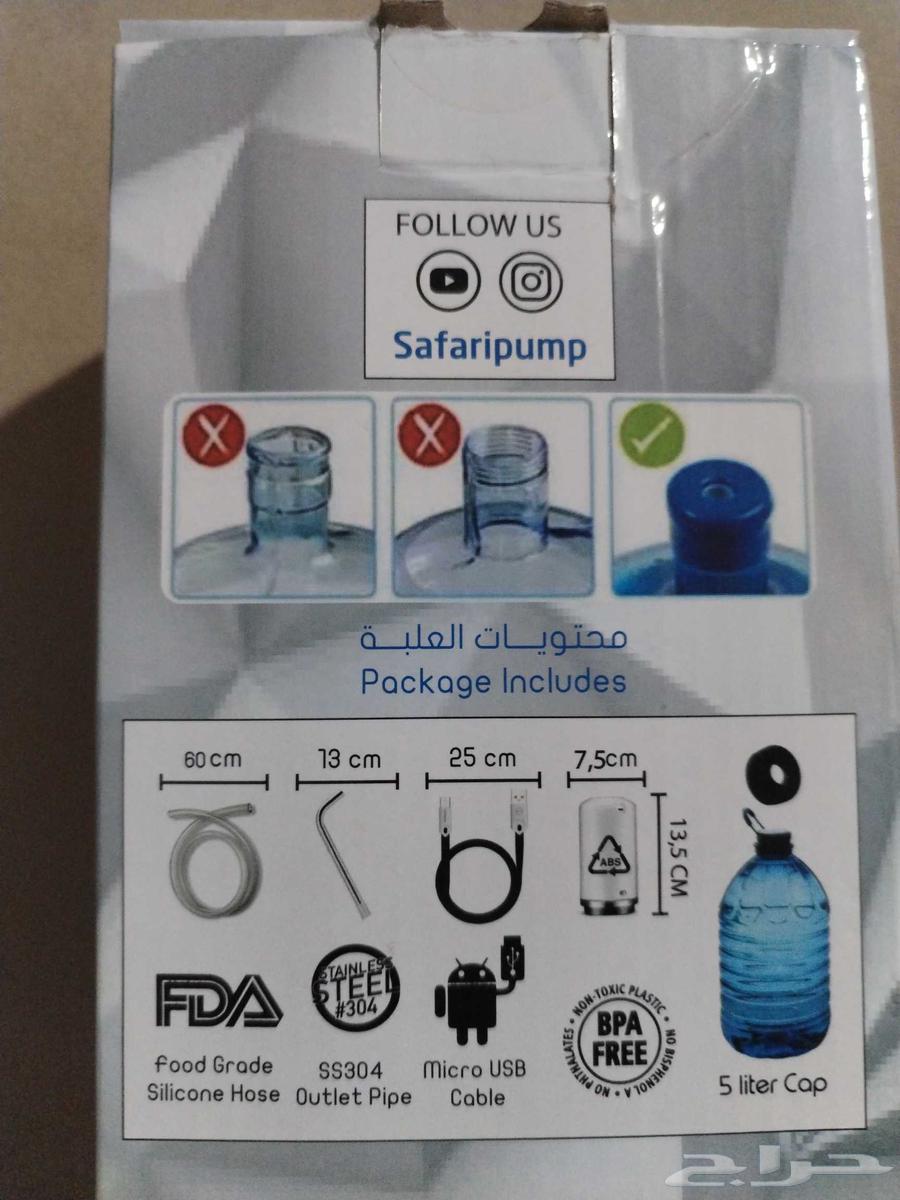 FOLLOW US
Safaripump
محتويات العلبة
Package Includes
60 cm
13 cm
25 cm
7,5cm
13,5 CM
ABS
FDA
STAINLESS
STEEL
#304
NON-TOXIC PLASTIC • NO BISPHENOL A • NO PHTHALATES •
BPA
FREE
Food Grade
Silicone Hose
SS304
Outlet Pipe
Micro USB
Cable
5 liter Cap
حراج